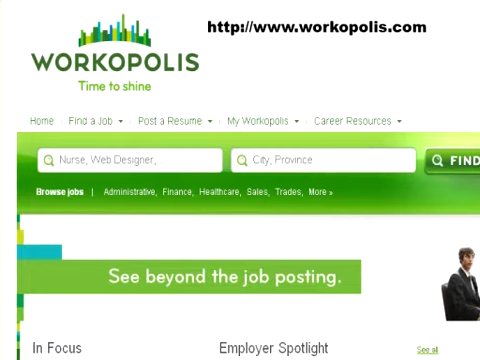 http://www.workopolis.com
WORKOPOLIS
Time to shine
Home Find a Job Post a Resume My Workopolis Career Resources
Nurse, Web Designer, City, Province FIND
Browse jobs | Administrative, Finance, Healthcare, Sales, Trades, More »
See beyond the job posting.
In Focus Employer Spotlight See all